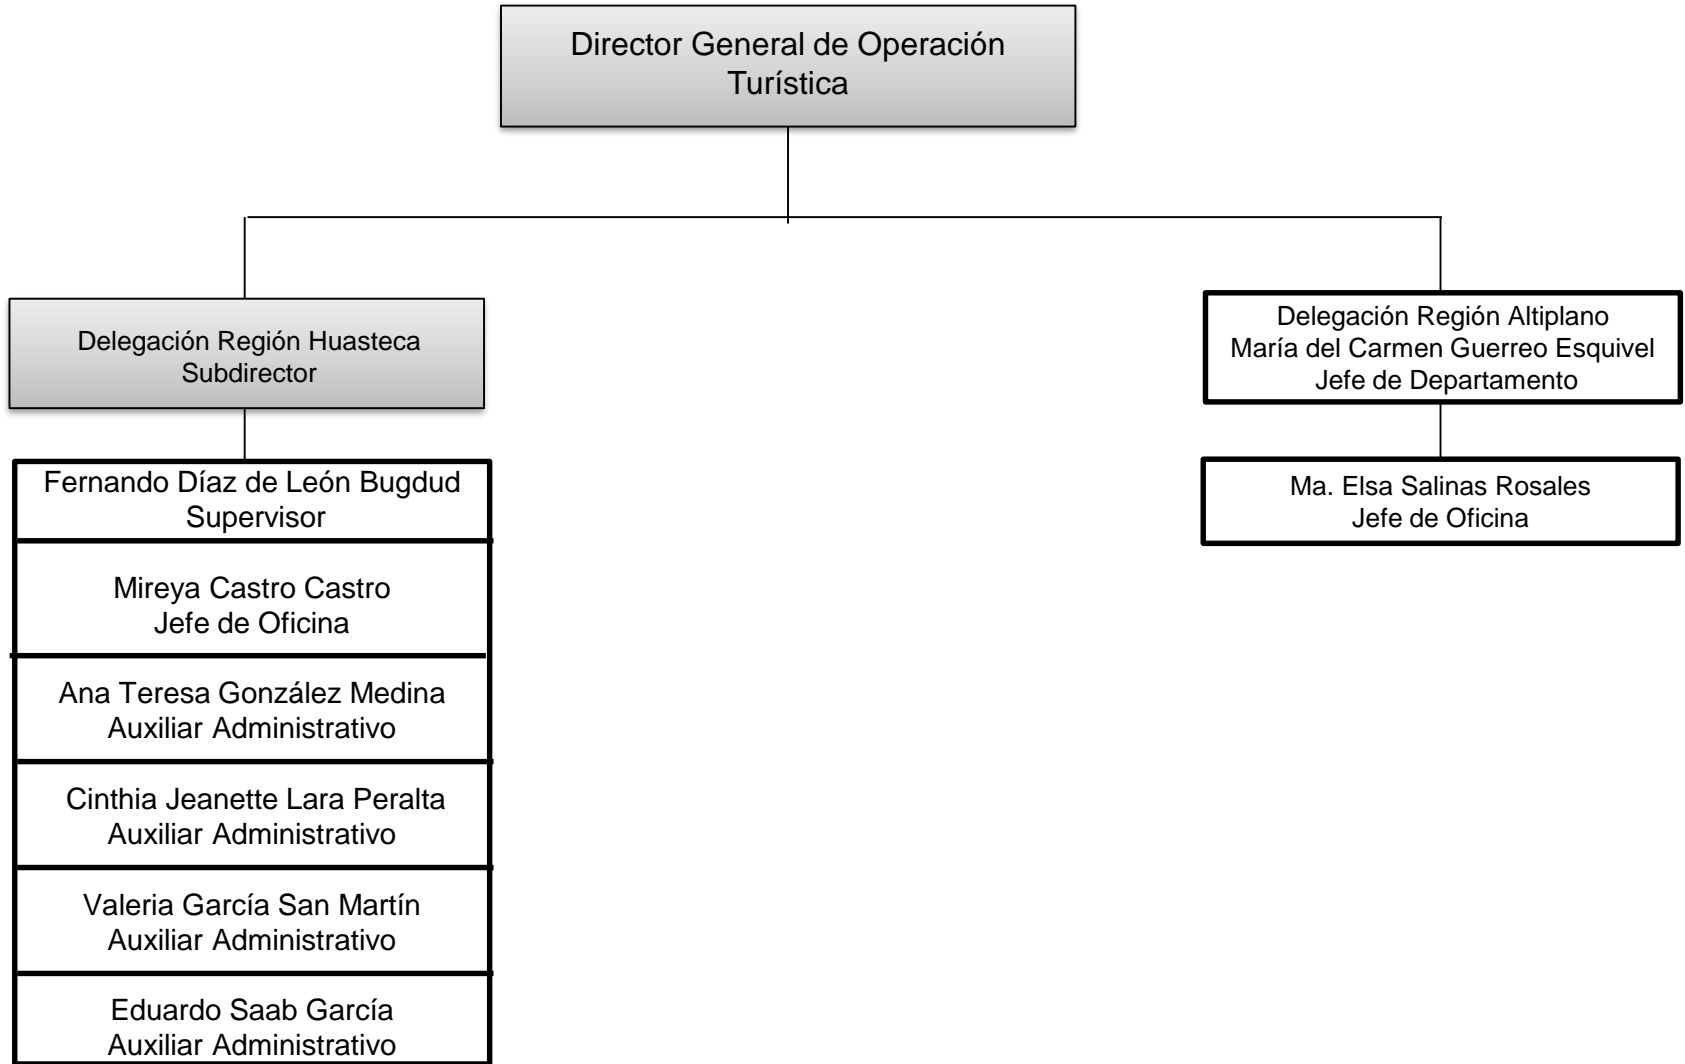 Director General de Operación
Turística
Delegación Región Huasteca
Subdirector
Delegación Región Altiplano
María del Carmen Guerreo Esquivel
Jefe de Departamento
Fernando Díaz de León Bugdud
Supervisor
Mireya Castro Castro
Jefe de Oficina
Ana Teresa González Medina
Auxiliar Administrativo
Cinthia Jeanette Lara Peralta
Auxiliar Administrativo
Valeria García San Martín
Auxiliar Administrativo
Eduardo Saab García
Auxiliar Administrativo
Ma. Elsa Salinas Rosales
Jefe de Oficina